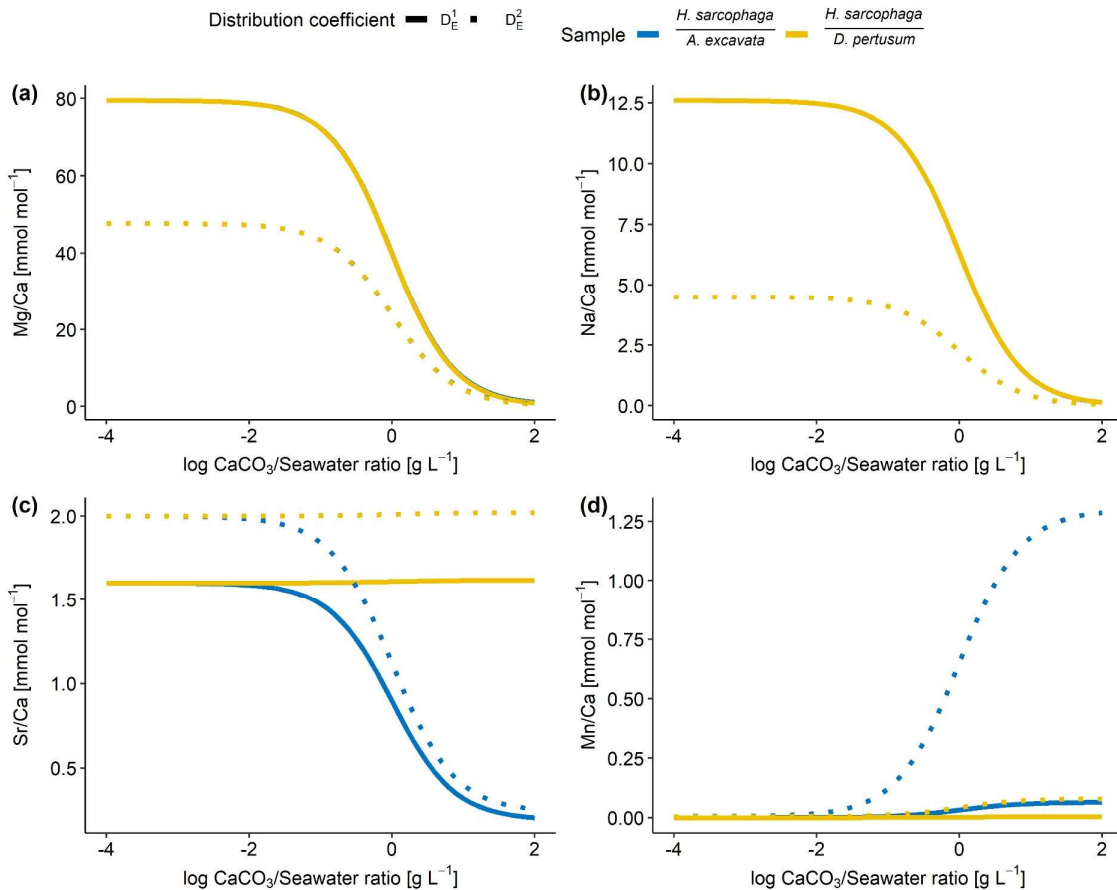 Distribution coefficient D_E^1 D_E^2
Sample H. sarcophaga / A. excavata H. sarcophaga / D. pertusum
(a)
Mg/Ca [mmol mol⁻¹]
80
60
40
20
0
-4 -2 0 2
log CaCO₃/Seawater ratio [g L⁻¹]
(b)
Na/Ca [mmol mol⁻¹]
12.5
10.0
7.5
5.0
2.5
0.0
-4 -2 0 2
log CaCO₃/Seawater ratio [g L⁻¹]
(c)
Sr/Ca [mmol mol⁻¹]
2.0
1.5
1.0
0.5
-4 -2 0 2
log CaCO₃/Seawater ratio [g L⁻¹]
(d)
Mn/Ca [mmol mol⁻¹]
1.25
1.00
0.75
0.50
0.25
0.00
-4 -2 0 2
log CaCO₃/Seawater ratio [g L⁻¹]